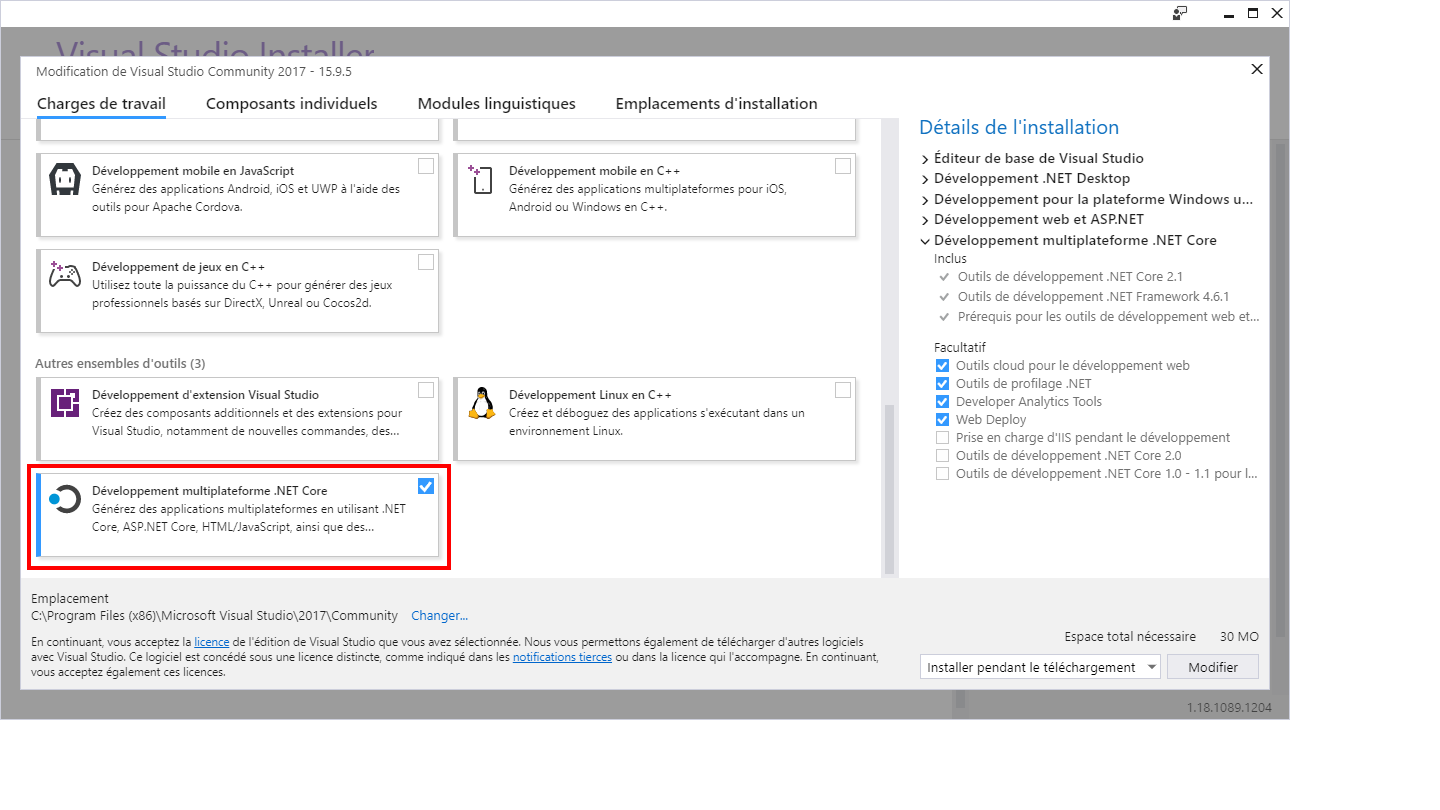 Visual Studio Installer
Modification de Visual Studio Community 2017 - 15.9.5
Charges de travail
Composants individuels
Modules linguistiques
Emplacements d'installation
Développement mobile en JavaScript
Générez des applications Android, iOS et UWP à l'aide des
outils pour Apache Cordova.
Développement mobile en C++
Générez des applications multiplateformes pour iOS,
Android ou Windows en C++.
Développement de jeux en C++
Utilisez toute la puissance du C++ pour générer des jeux
professionnels basés sur DirectX, Unreal ou Cocos2d.
Autres ensembles d'outils (3)
Développement d'extension Visual Studio
Créez des composants additionnels et des extensions pour
Visual Studio, notamment de nouvelles commandes, des...
Développement Linux en C++
Créez et déboguez des applications s'exécutant dans un
environnement Linux.
Développement multiplateforme .NET Core
Générez des applications multiplateformes en utilisant .NET
Core, ASP.NET Core, HTML/JavaScript, ainsi que des...
Détails de l'installation
Éditeur de base de Visual Studio
Développement .NET Desktop
Développement pour la plateforme Windows u...
Développement web et ASP.NET
Développement multiplateforme .NET Core
Inclus
Outils de développement .NET Core 2.1
Outils de développement .NET Framework 4.6.1
Prérequis pour les outils de développement web et...
Facultatif
Outils cloud pour le développement web
Outils de profilage .NET
Developer Analytics Tools
Web Deploy
Prise en charge d'IIS pendant le développement
Outils de développement .NET Core 2.0
Outils de développement .NET Core 1.0 - 1.1 pour l...
Emplacement
C:\Program Files (x86)\Microsoft Visual Studio\2017\Community Changer...
En continuant, vous acceptez la licence de l'édition de Visual Studio que vous avez sélectionnée. Nous vous permettons également de télécharger d'autres logiciels
avec Visual Studio. Ce logiciel est concédé sous une licence distincte, comme indiqué dans les notifications tierces ou dans la licence qui l'accompagne. En continuant,
vous acceptez également ces licences.
Espace total nécessaire 30 MO
Installer pendant le téléchargement
Modifier
1.18.1089.1204